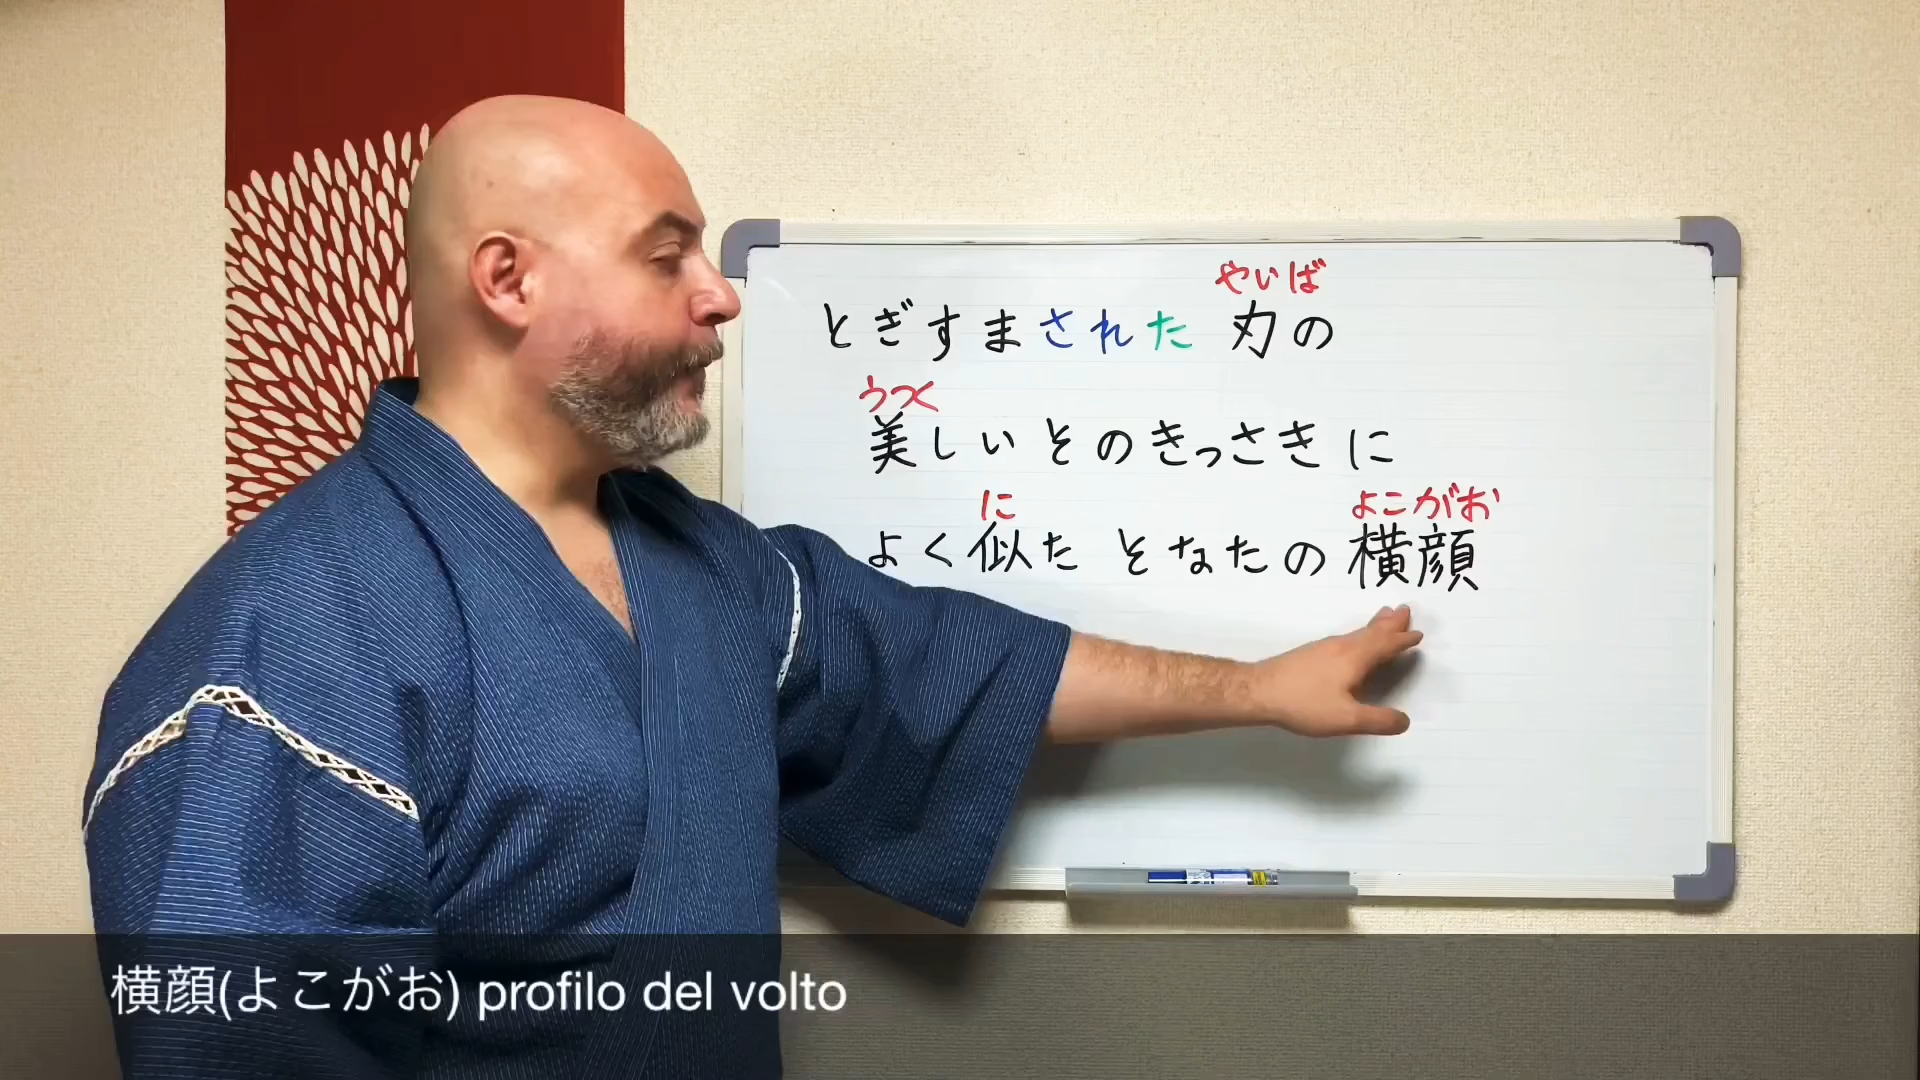 やいば
とぎすまされた 刃の
うつく
美しいそのきっさきに
に よこがお
よく似た そなたの横顔
横顔(よこがお) profilo del volto